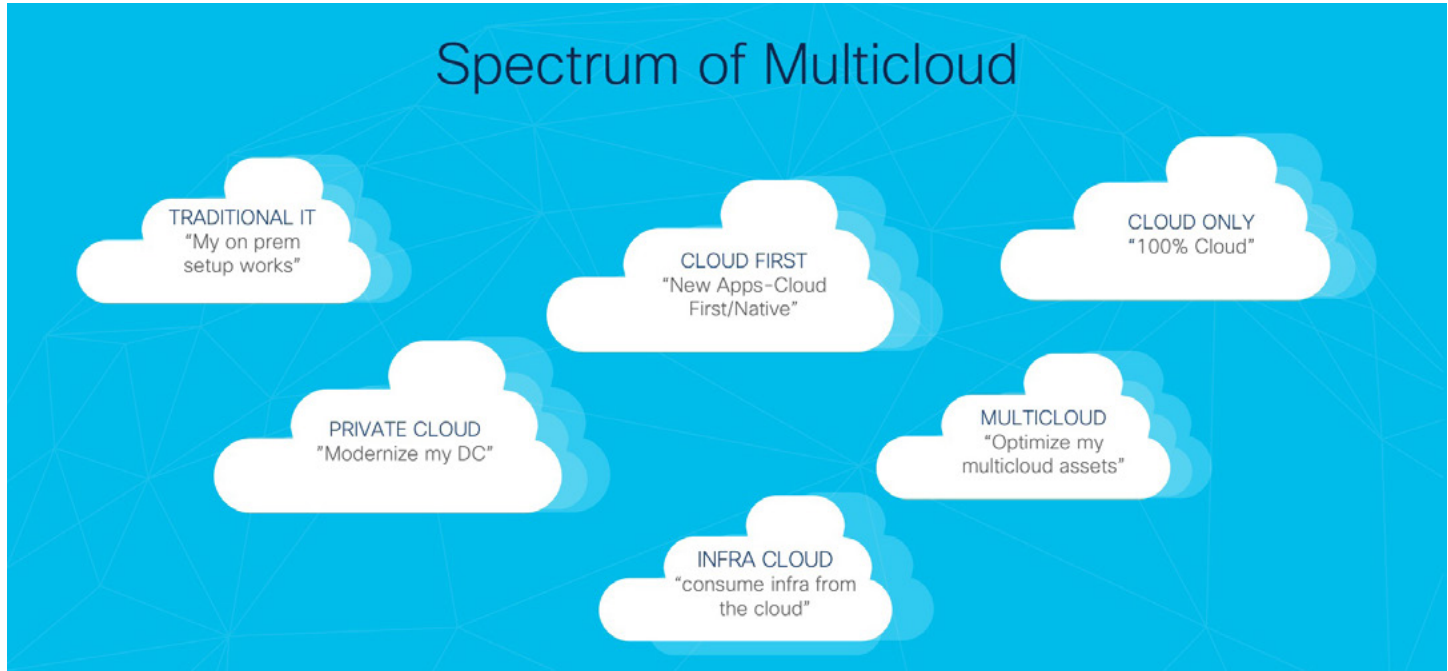 Spectrum of Multicloud
TRADITIONAL IT
“My on prem
setup works”
CLOUD FIRST
“New Apps-Cloud
First/Native”
CLOUD ONLY
“100% Cloud”
PRIVATE CLOUD
”Modernize my DC”
MULTICLOUD
“Optimize my
multicloud assets”
INFRA CLOUD
“consume infra from
the cloud”